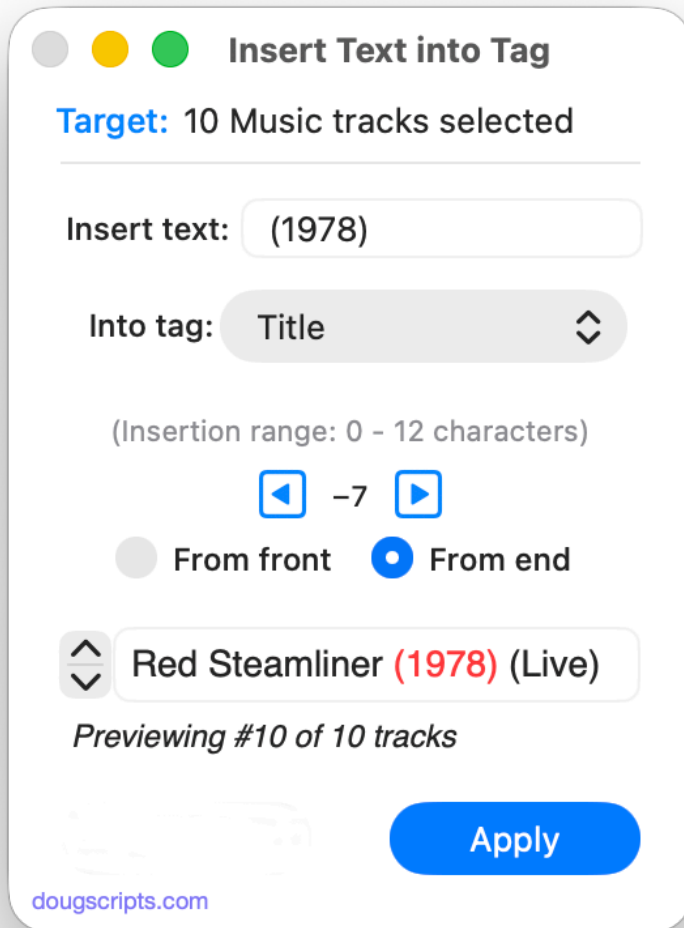 Insert Text into Tag
Target: 10 Music tracks selected
Insert text: (1978)
Into tag: Title
(Insertion range: 0 - 12 characters)
−7
From front From end
Red Steamliner (1978) (Live)
Previewing #10 of 10 tracks
Apply
dougscripts.com